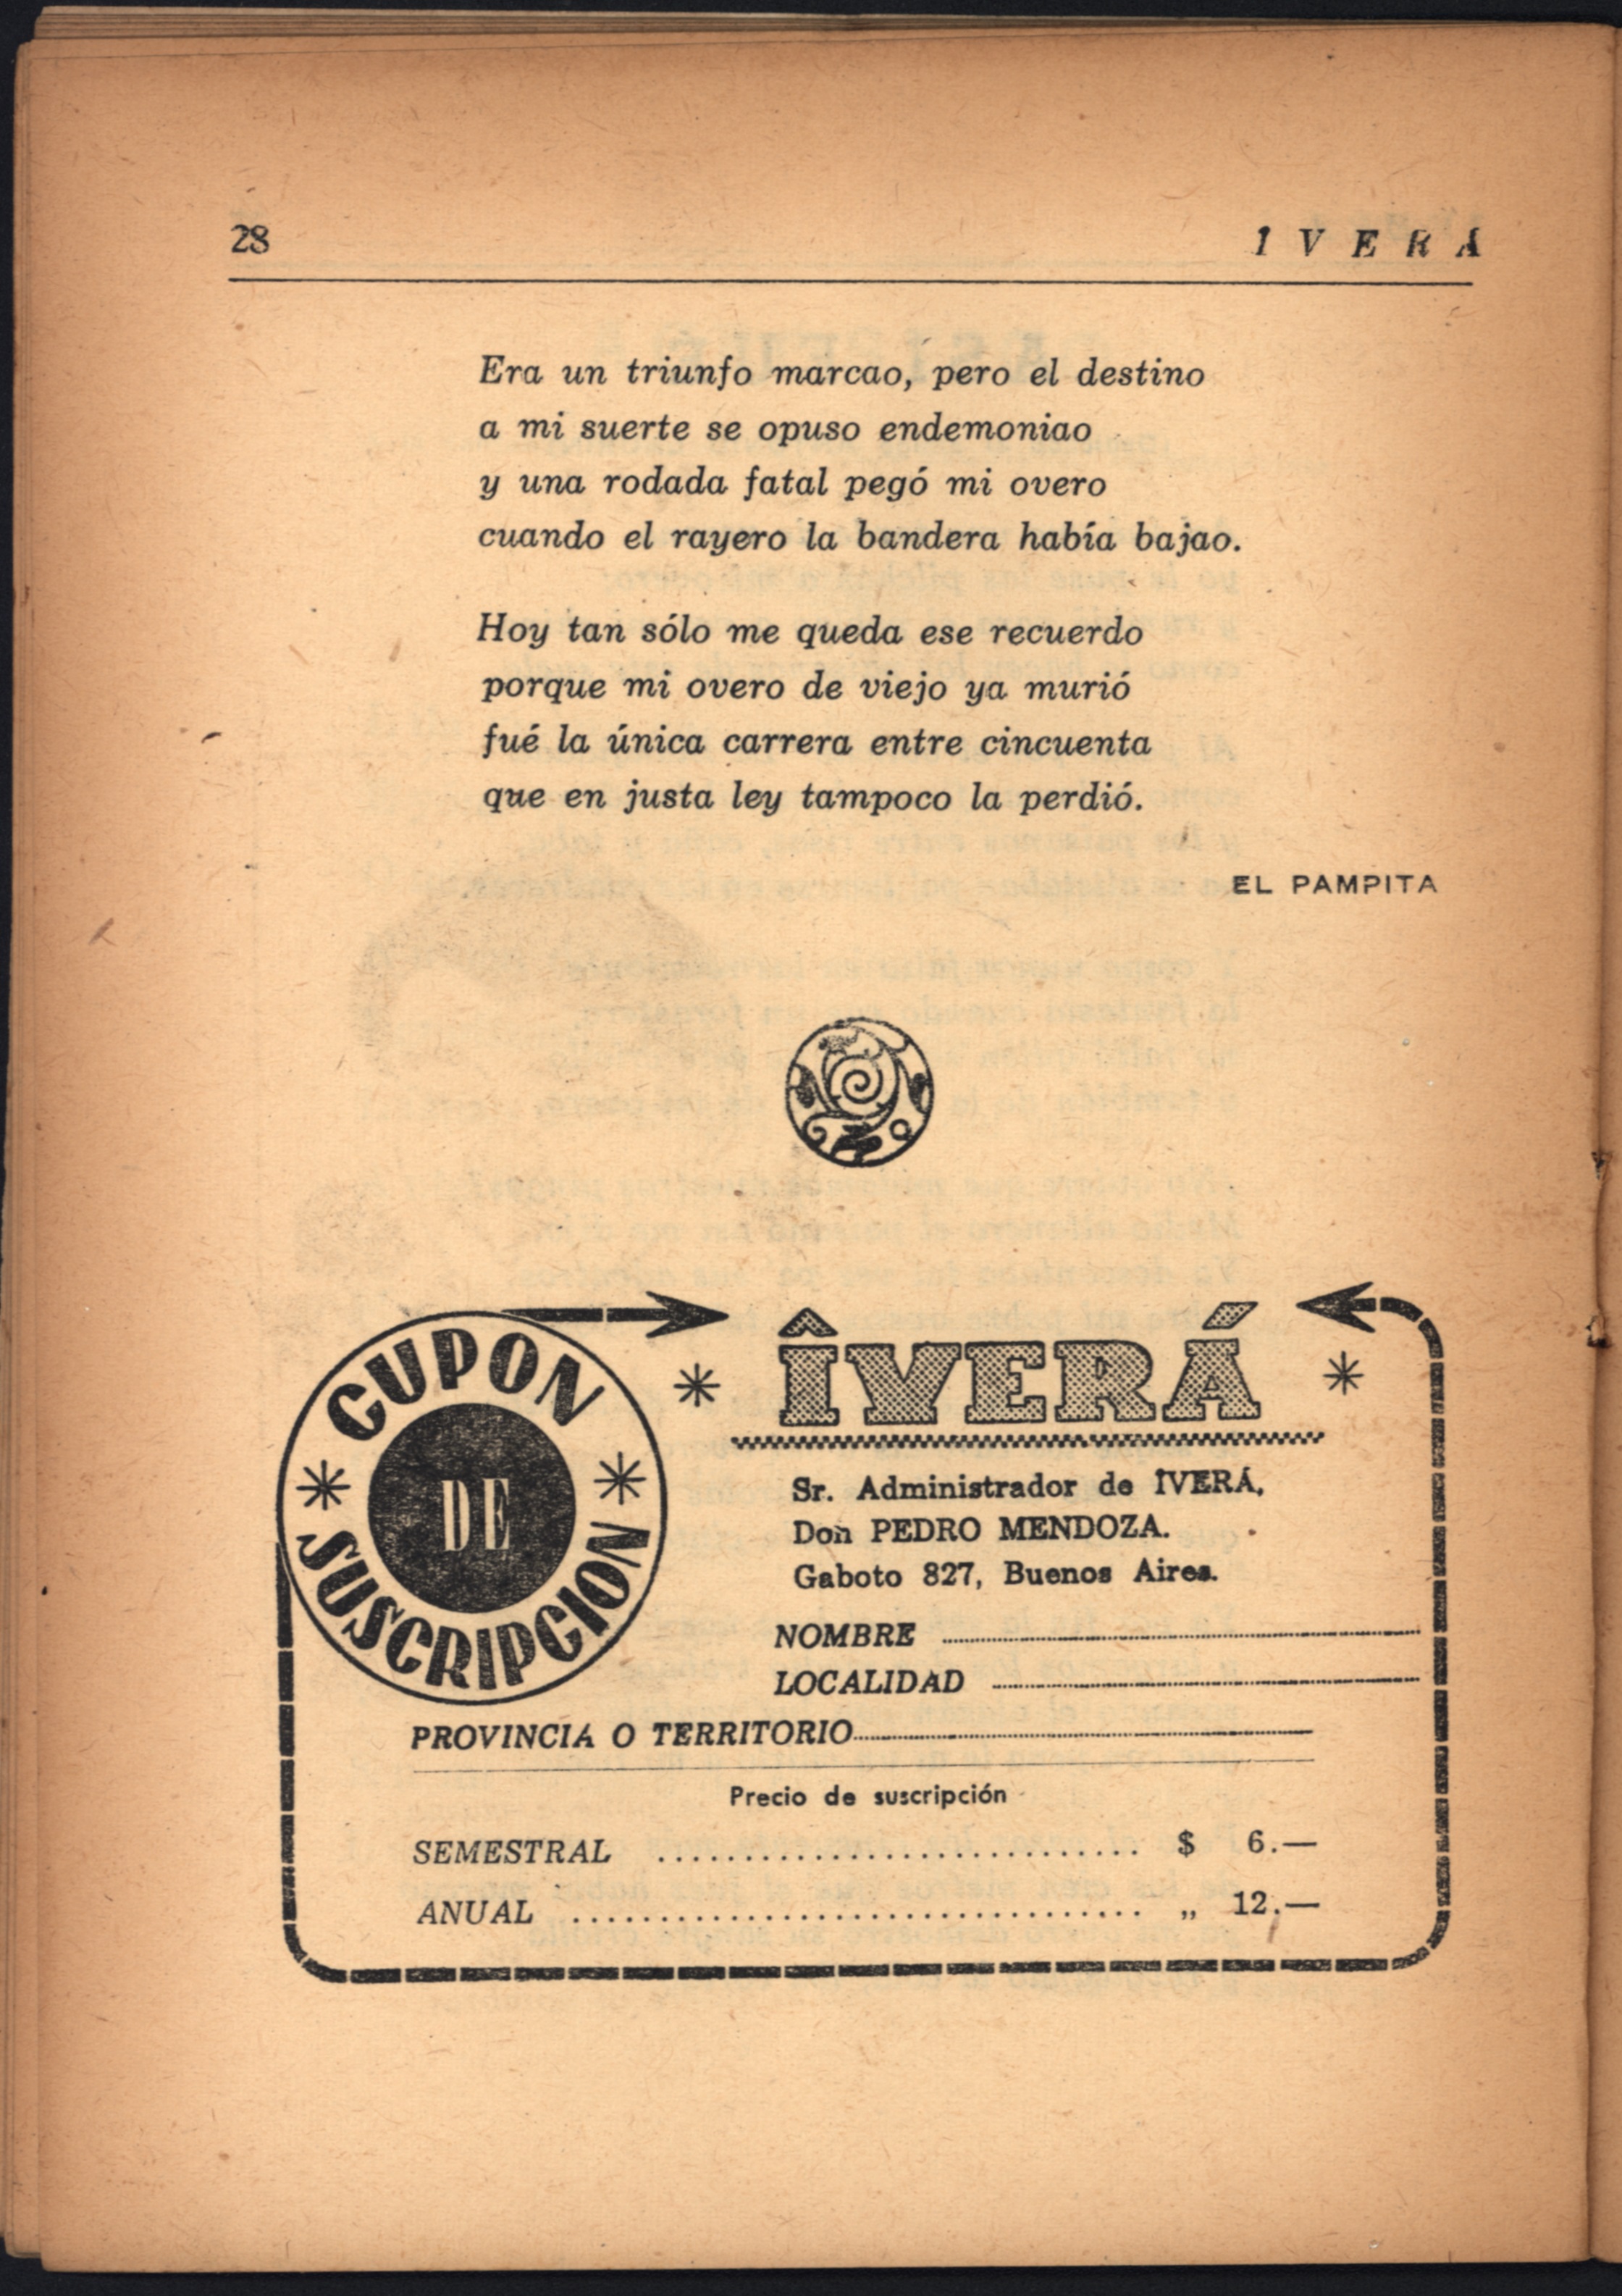 28
I V E R Á
Era un triunfo marcao, pero el destino
a mi suerte se opuso endemoniao
y una rodada fatal pegó mi overo
cuando el rayero la bandera había bajao.
Hoy tan sólo me queda ese recuerdo
porque mi overo de viejo ya murió
fué la única carrera entre cincuenta
que en justa ley tampoco la perdió.
EL PAMPITA
CUPON
DE
SUSCRIPCION
* ÎVERÁ *
Sr. Administrador de ÎVERÁ,
Don PEDRO MENDOZA.
Gaboto 827, Buenos Aires.
NOMBRE
LOCALIDAD
PROVINCIA O TERRITORIO
Precio de suscripción
SEMESTRAL .............................. $ 6.—
ANUAL ................................... „ 12.—